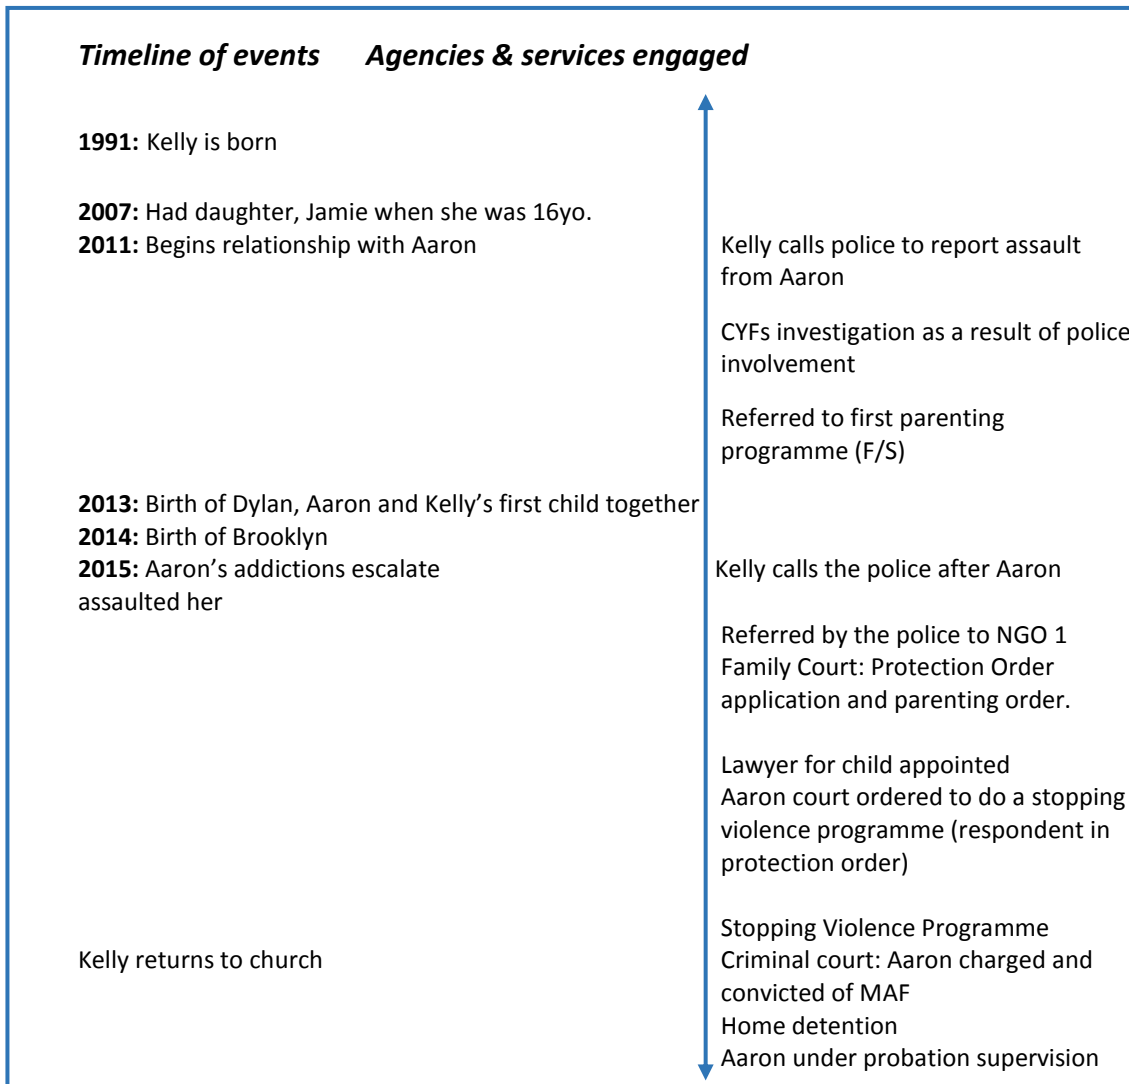 Timeline of events Agencies & services engaged
1991: Kelly is born
2007: Had daughter, Jamie when she was 16yo.
2011: Begins relationship with Aaron
Kelly calls police to report assault
from Aaron
CYFs investigation as a result of police
involvement
Referred to first parenting
programme (F/S)
2013: Birth of Dylan, Aaron and Kelly’s first child together
2014: Birth of Brooklyn
2015: Aaron’s addictions escalate
Kelly calls the police after Aaron
assaulted her
Referred by the police to NGO 1
Family Court: Protection Order
application and parenting order.
Lawyer for child appointed
Aaron court ordered to do a stopping
violence programme (respondent in
protection order)
Stopping Violence Programme
Kelly returns to church
Criminal court: Aaron charged and
convicted of MAF
Home detention
Aaron under probation supervision